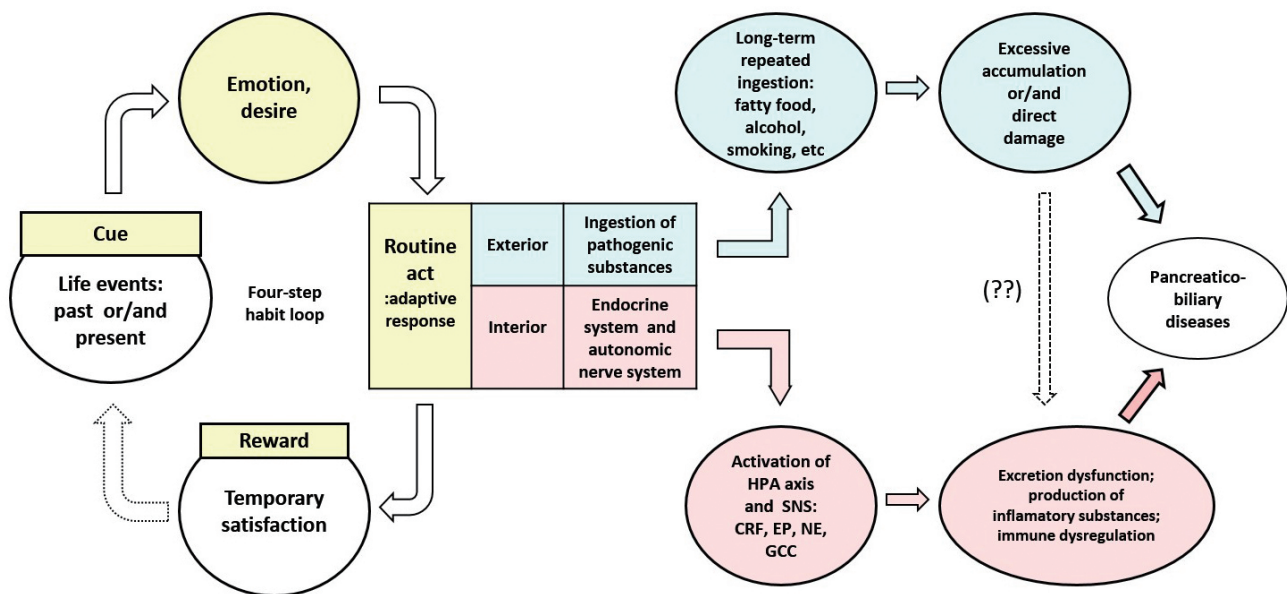 Emotion,
desire
Cue
Life events:
past or/and
present
Four-step
habit loop
Routine
act
:adaptive
response
Exterior
Ingestion of
pathogenic
substances
Interior
Endocrine
system and
autonomic
nerve system
Reward
Temporary
satisfaction
Long-term
repeated
ingestion:
fatty food,
alcohol,
smoking, etc
Excessive
accumulation
or/and
direct
damage
(??)
Pancreatico-
biliary
diseases
Activation of
HPA axis
and SNS:
CRF, EP, NE,
GCC
Excretion dysfunction;
production of
inflamatory substances;
immune dysregulation